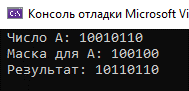 Консоль отладки Microsoft Vi
Число A: 10010110
Маска для A: 100100
Результат: 10110110